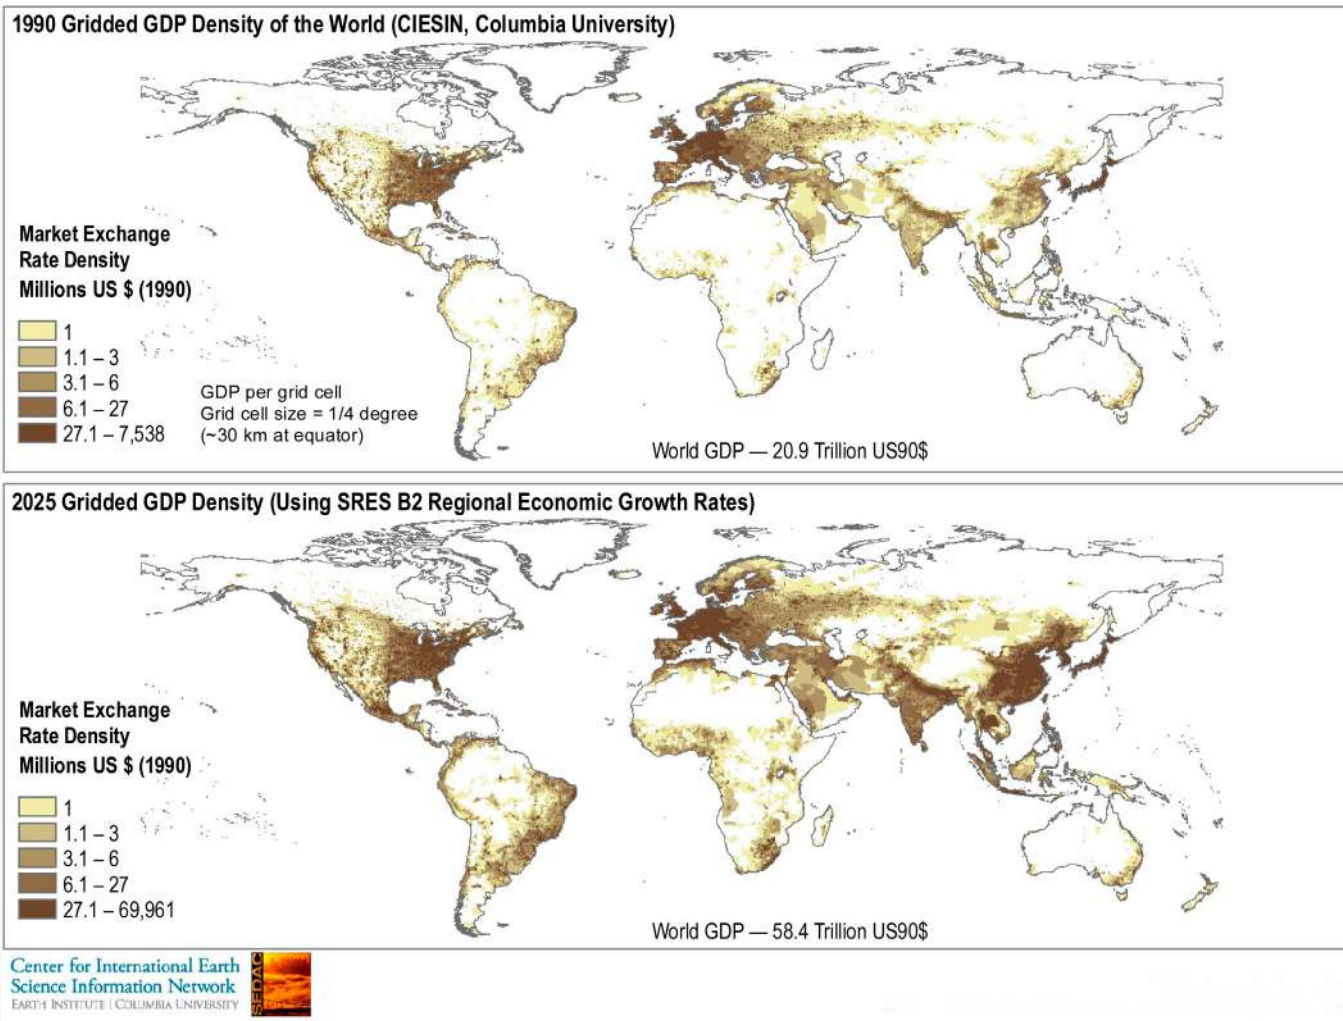 1990 Gridded GDP Density of the World (CIESIN, Columbia University)
Market Exchange
Rate Density
Millions US $ (1990)
1
1.1 – 3
3.1 – 6
6.1 – 27
27.1 – 7,538
GDP per grid cell
Grid cell size = 1/4 degree
(~30 km at equator)
World GDP — 20.9 Trillion US90$
2025 Gridded GDP Density (Using SRES B2 Regional Economic Growth Rates)
Market Exchange
Rate Density
Millions US $ (1990)
1
1.1 – 3
3.1 – 6
6.1 – 27
27.1 – 69,961
World GDP — 58.4 Trillion US90$
Center for International Earth
Science Information Network
EARTH INSTITUTE | COLUMBIA UNIVERSITY
SEDAC